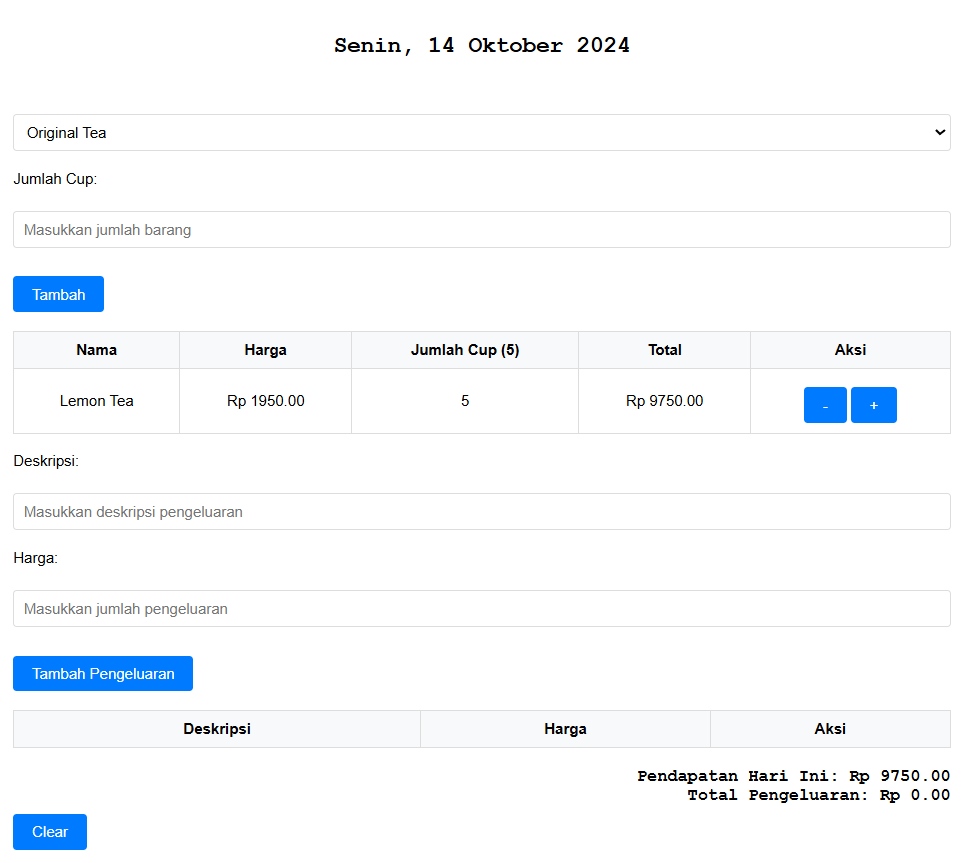 Senin, 14 Oktober 2024
Original Tea
Jumlah Cup:
Masukkan jumlah barang
Tambah
Nama Harga Jumlah Cup (5) Total Aksi
Lemon Tea Rp 1950.00 5 Rp 9750.00 - +
Deskripsi:
Masukkan deskripsi pengeluaran
Harga:
Masukkan jumlah pengeluaran
Tambah Pengeluaran
Deskripsi Harga Aksi
Pendapatan Hari Ini: Rp 9750.00
Total Pengeluaran: Rp 0.00
Clear